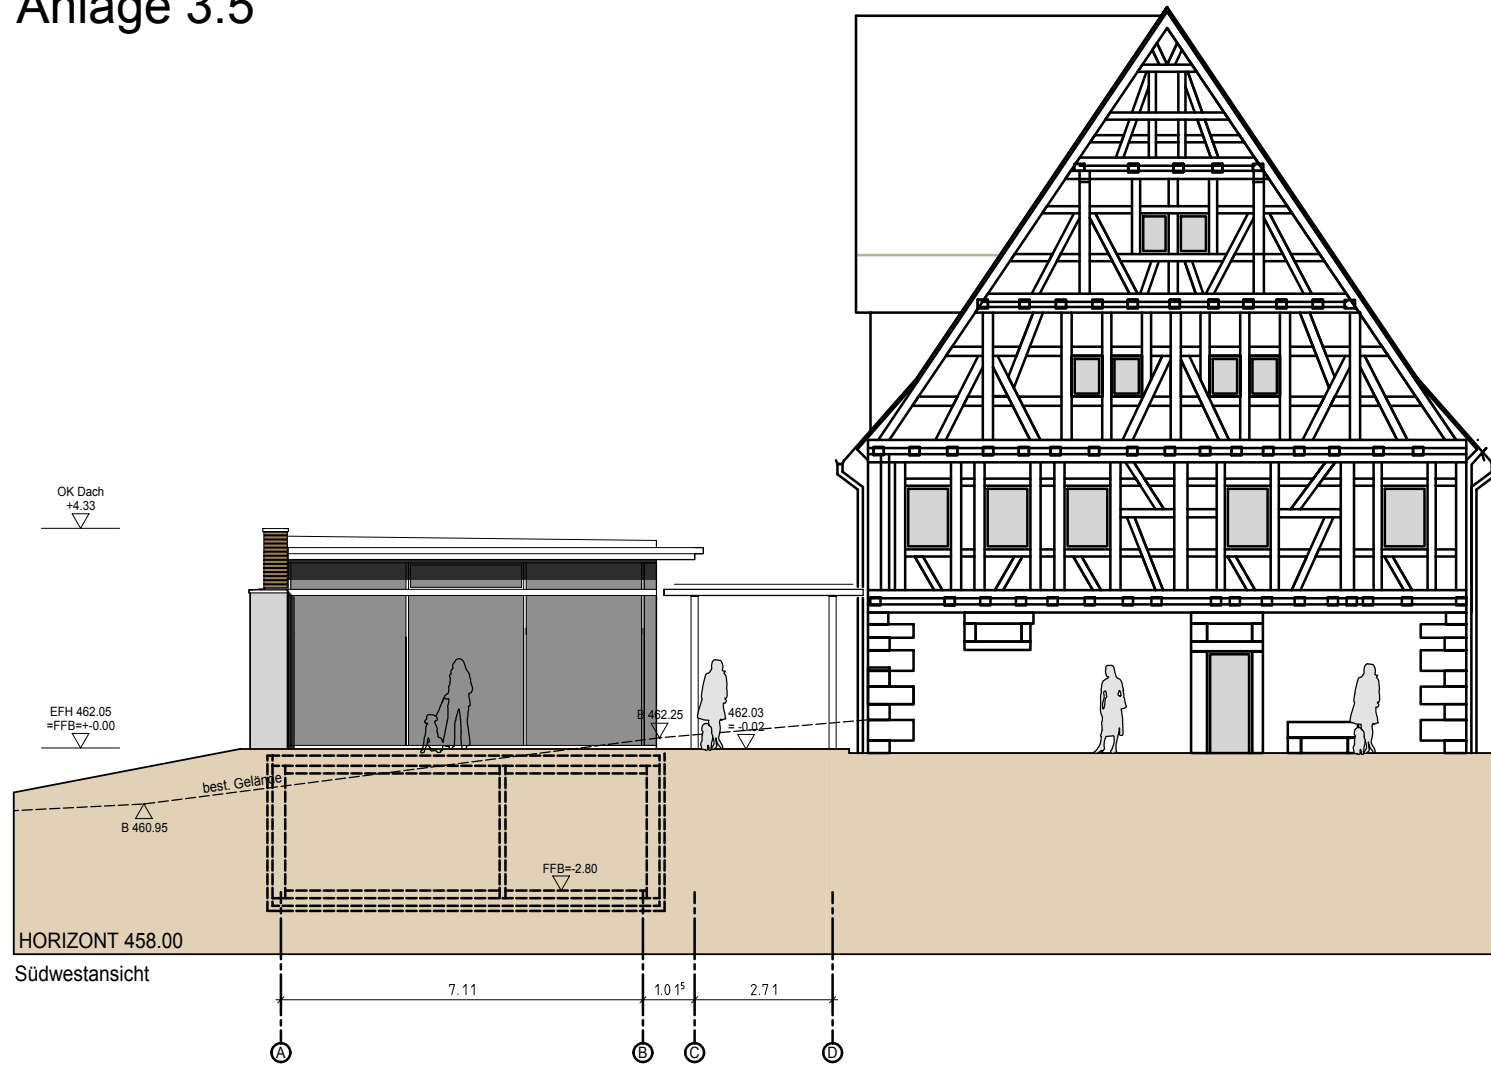 Anlage 3.5
OK Dach
+4.33
EFH 462.05
=FFB=+-0.00
B 462.25
462.03
= -0.02
best. Gelände
B 460.95
FFB=-2.80
HORIZONT 458.00
Südwestansicht
7.11
1.01⁵
2.71
A
B
C
D